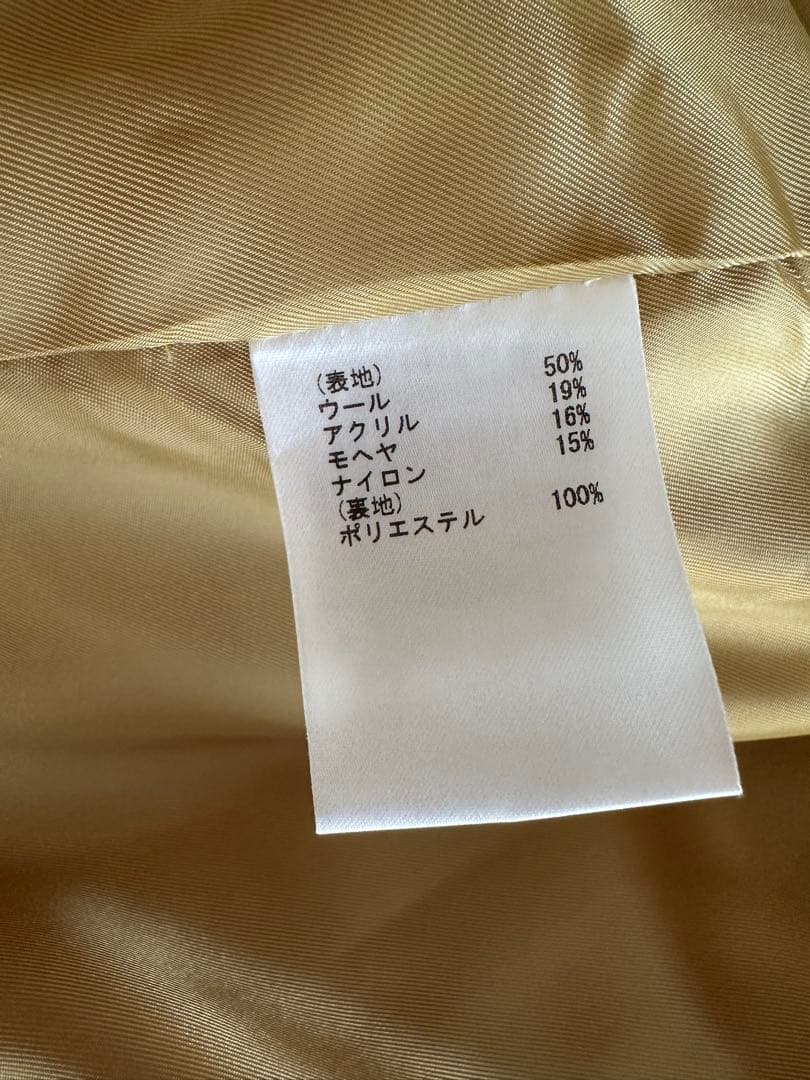 (表地)
ウール 50%
アクリル 19%
モヘヤ 16%
ナイロン 15%
(裏地)
ポリエステル 100%